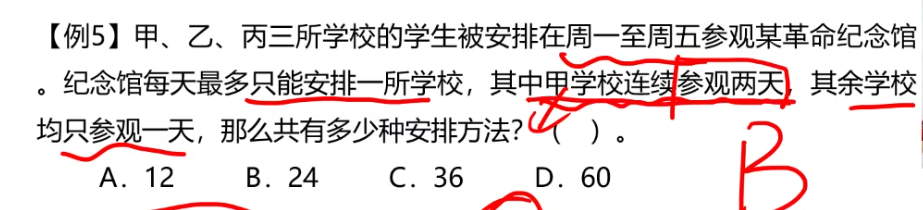 【例5】甲、乙、丙三所学校的学生被安排在周一至周五参观某革命纪念馆
。纪念馆每天最多只能安排一所学校，其中甲学校连续参观两天，其余学校
均只参观一天，那么共有多少种安排方法？（ ）。
A．12 B．24 C．36 D．60
B